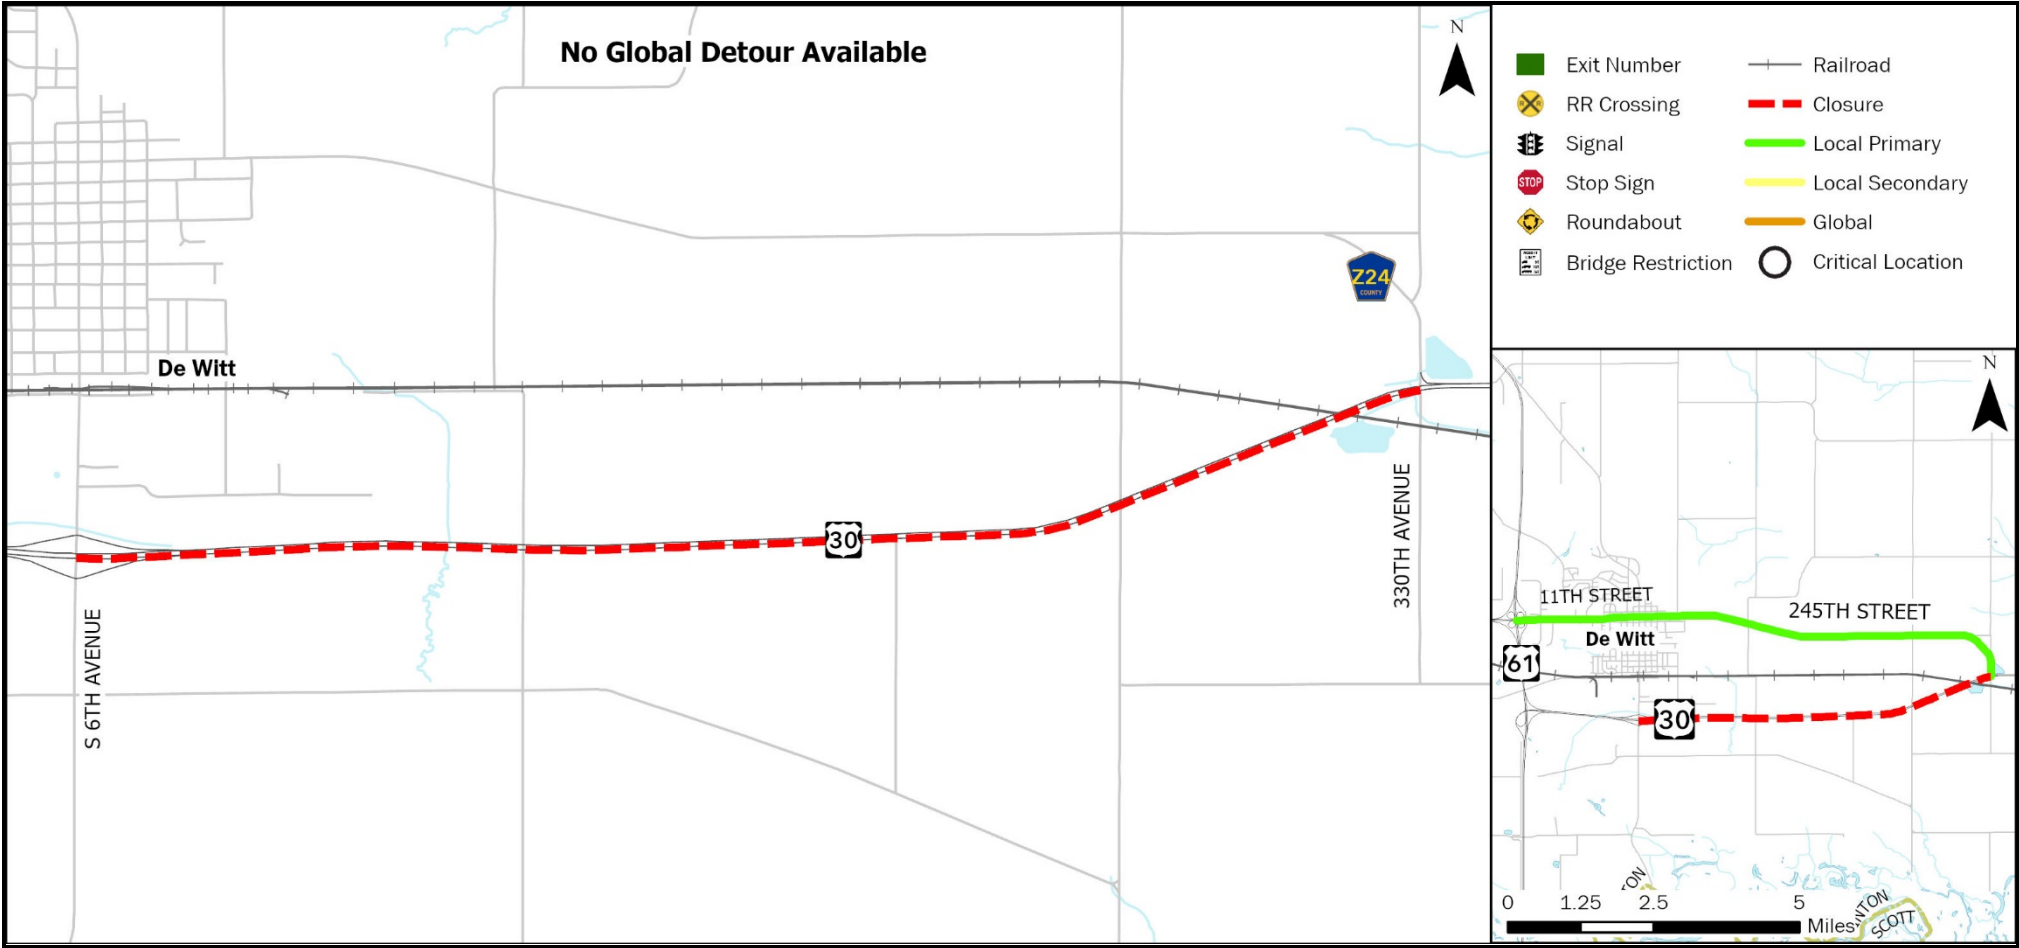 No Global Detour Available
N
De Witt
Z24
COUNTY
30
S 6TH AVENUE
330TH AVENUE
Exit Number
RR Crossing
Signal
STOP
Stop Sign
Roundabout
Bridge Restriction
Railroad
Closure
Local Primary
Local Secondary
Global
Critical Location
N
11TH STREET
245TH STREET
De Witt
61
30
TON
NTON
SCOTT
0 1.25 2.5 5
Miles